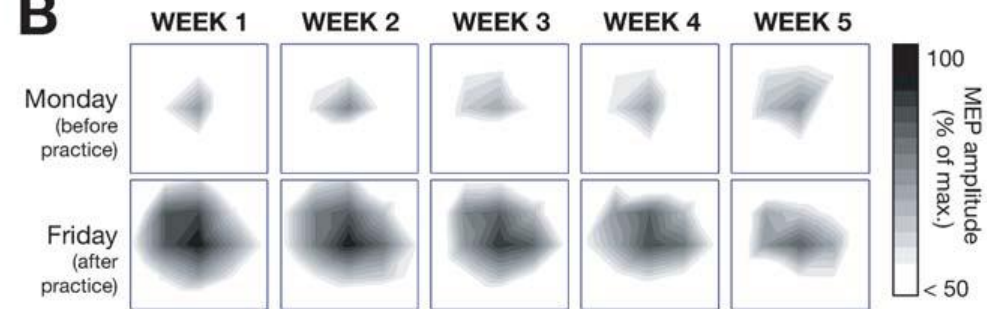 B
WEEK 1 WEEK 2 WEEK 3 WEEK 4 WEEK 5
Monday
(before
practice)
Friday
(after
practice)
100
MEP amplitude
(% of max.)
< 50